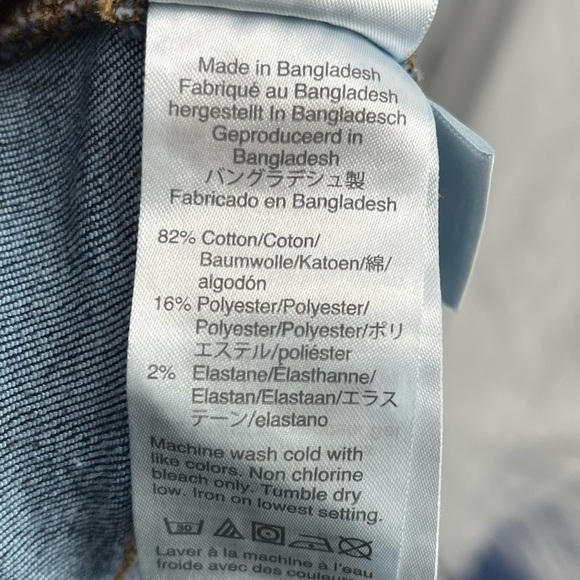 Made in Bangladesh
Fabriqué au Bangladesh
hergestellt In Bangladesch
Geproduceerd in
Bangladesh
バングラデシュ製
Fabricado en Bangladesh
82% Cotton/Coton/
Baumwolle/Katoen/綿/
algodón
16% Polyester/Polyester/
Polyester/Polyester/ポリ
エステル/poliéster
2% Elastane/Élasthanne/
Elastan/Elastaan/エラス
テーン/elastano
Machine wash cold with
like colors. Non chlorine
bleach only. Tumble dry
low. Iron on lowest setting.
30
Laver à la machine à l'eau
froide avec des couleurs